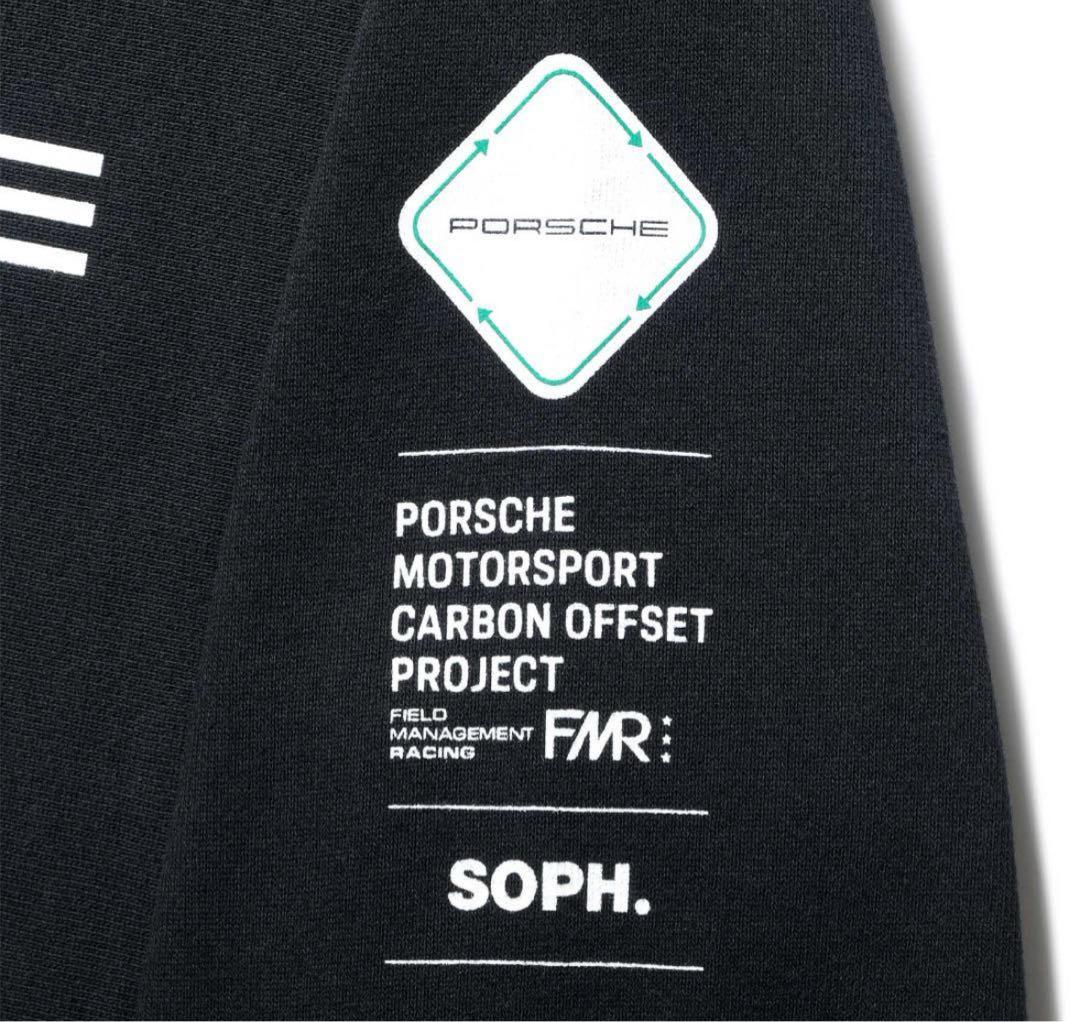 PORSCHE
PORSCHE
MOTORSPORT
CARBON OFFSET
PROJECT
FIELD
MANAGEMENT
RACING
FMR
SOPH.